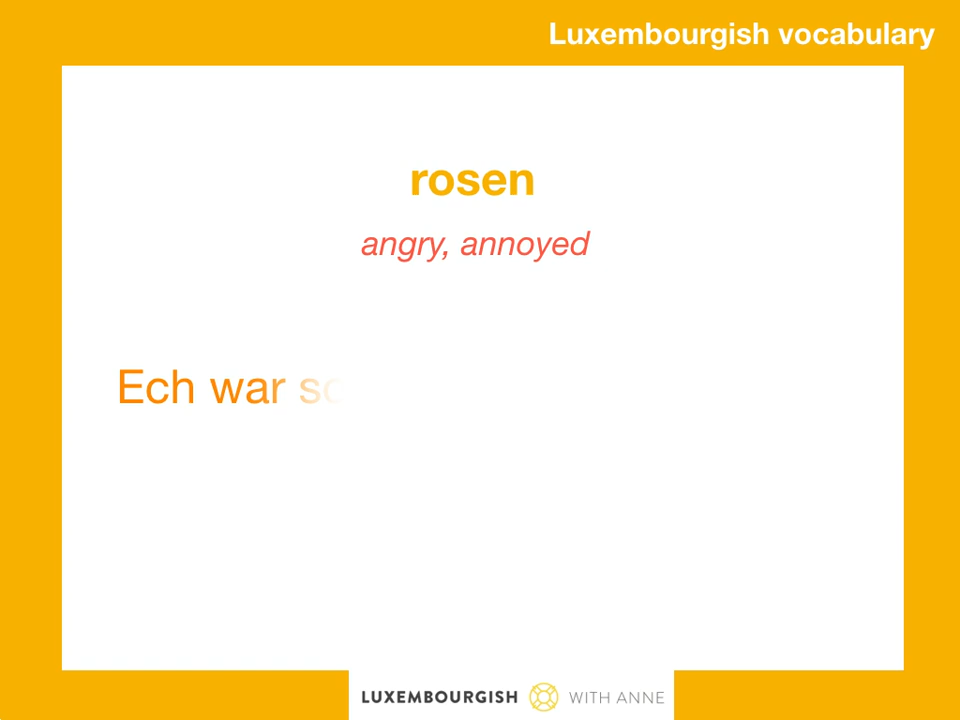 Luxembourgish vocabulary
rosen
angry, annoyed
Ech war
LUXEMBOURGISH WITH ANNE